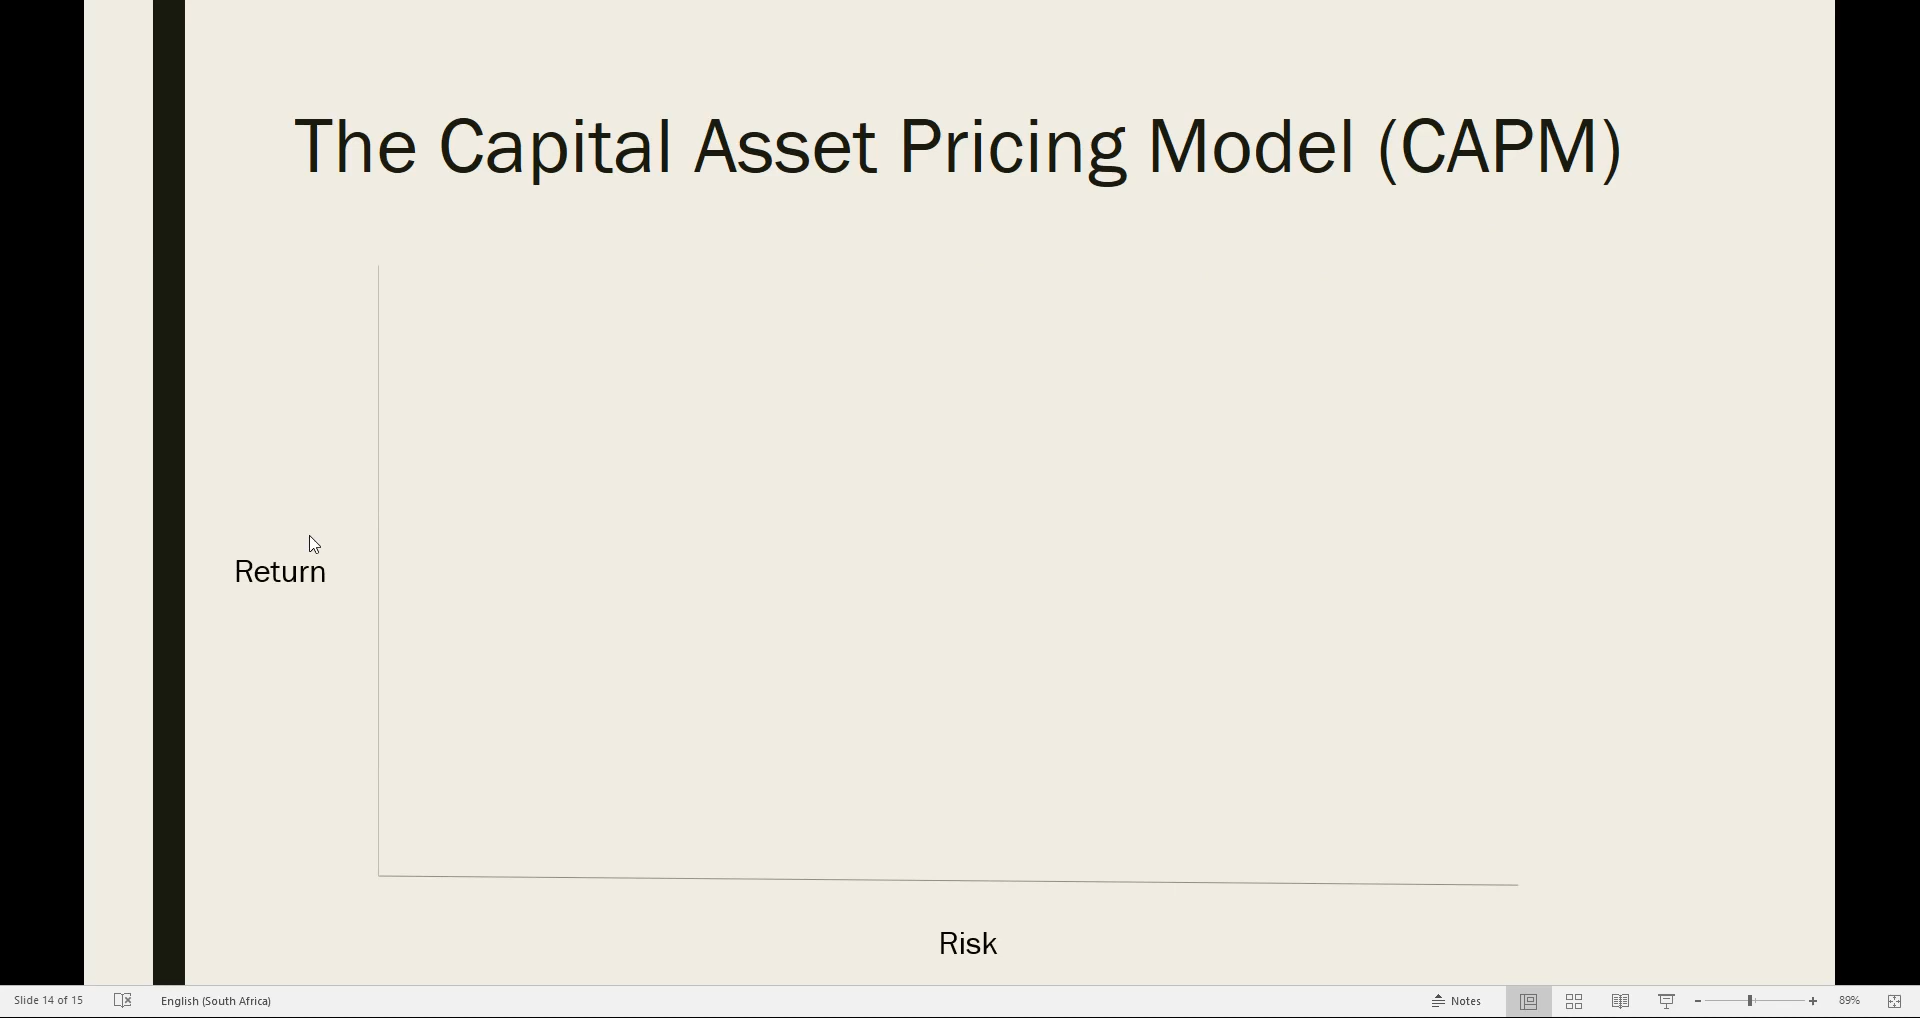 The Capital Asset Pricing Model (CAPM)
Return
Risk
Slide 14 of 15
English (South Africa)
Notes
89%